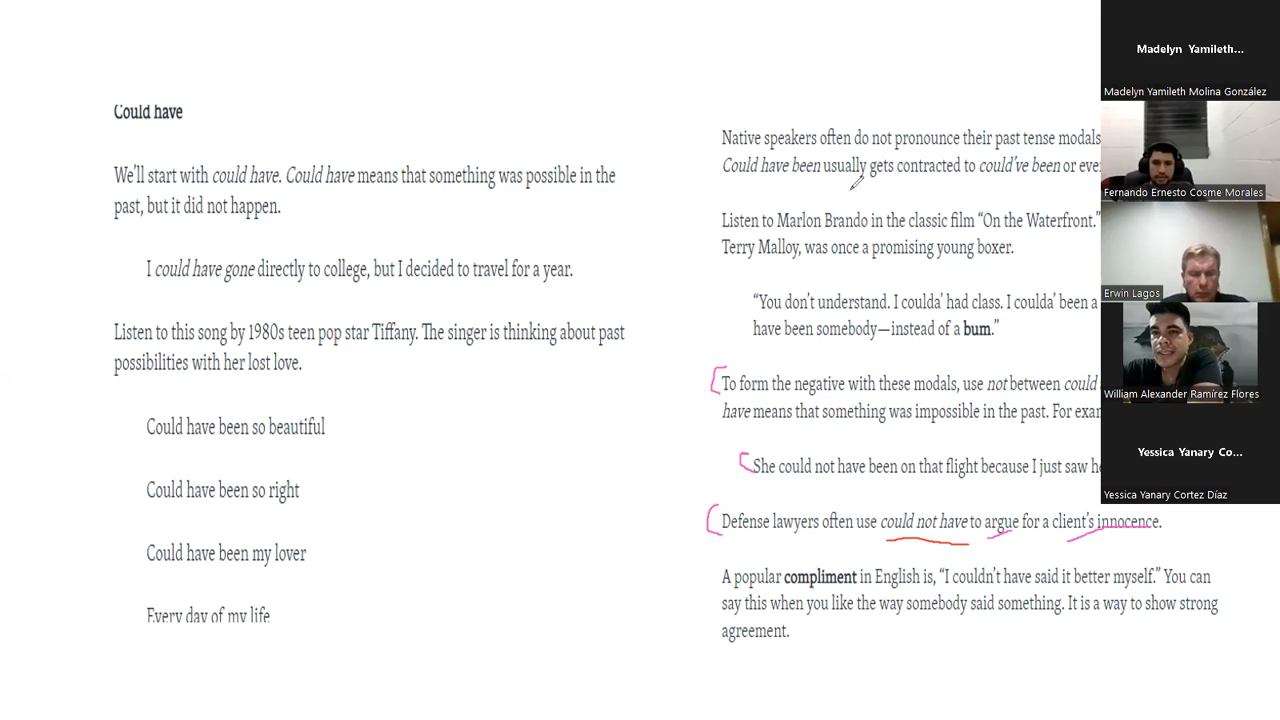 Could have
We'll start with could have. Could have means that something was possible in the
past, but it did not happen.
I could have gone directly to college, but I decided to travel for a year.
Listen to this song by 1980s teen pop star Tiffany. The singer is thinking about past
possibilities with her lost love.
Could have been so beautiful
Could have been so right
Could have been my lover
Every day of my life
Native speakers often do not pronounce their past tense modals
Could have been usually gets contracted to could've been or
Listen to Marlon Brando in the classic film “On the Waterfront.”
Terry Malloy, was once a promising young boxer.
“You don't understand. I coulda' had class. I coulda' been a
have been somebody—instead of a bum.”
To form the negative with these modals, use not between could
have means that something was impossible in the past. For
She could not have been on that flight because I just saw
Defense lawyers often use could not have to argue for a client's innocence.
A popular compliment in English is, “I couldn't have said it better myself.” You can
say this when you like the way somebody said something. It is a way to show strong
agreement.
Madelyn Yamileth...
Madelyn Yamileth Molina González
Fernando Ernesto Cosme Morales
Erwin Lagos
William Alexander Ramírez Flores
Yessica Yanary Co...
Yessica Yanary Cortez Díaz